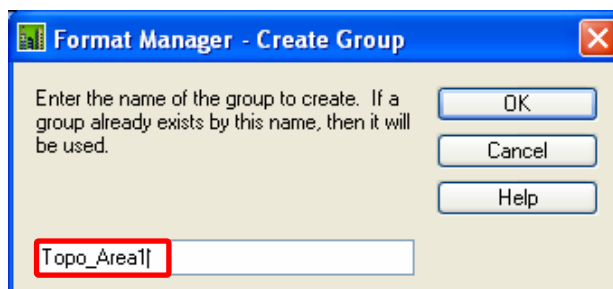 Format Manager - Create Group
Enter the name of the group to create. If a
group already exists by this name, then it will
be used.
OK
Cancel
Help
Topo_Area1